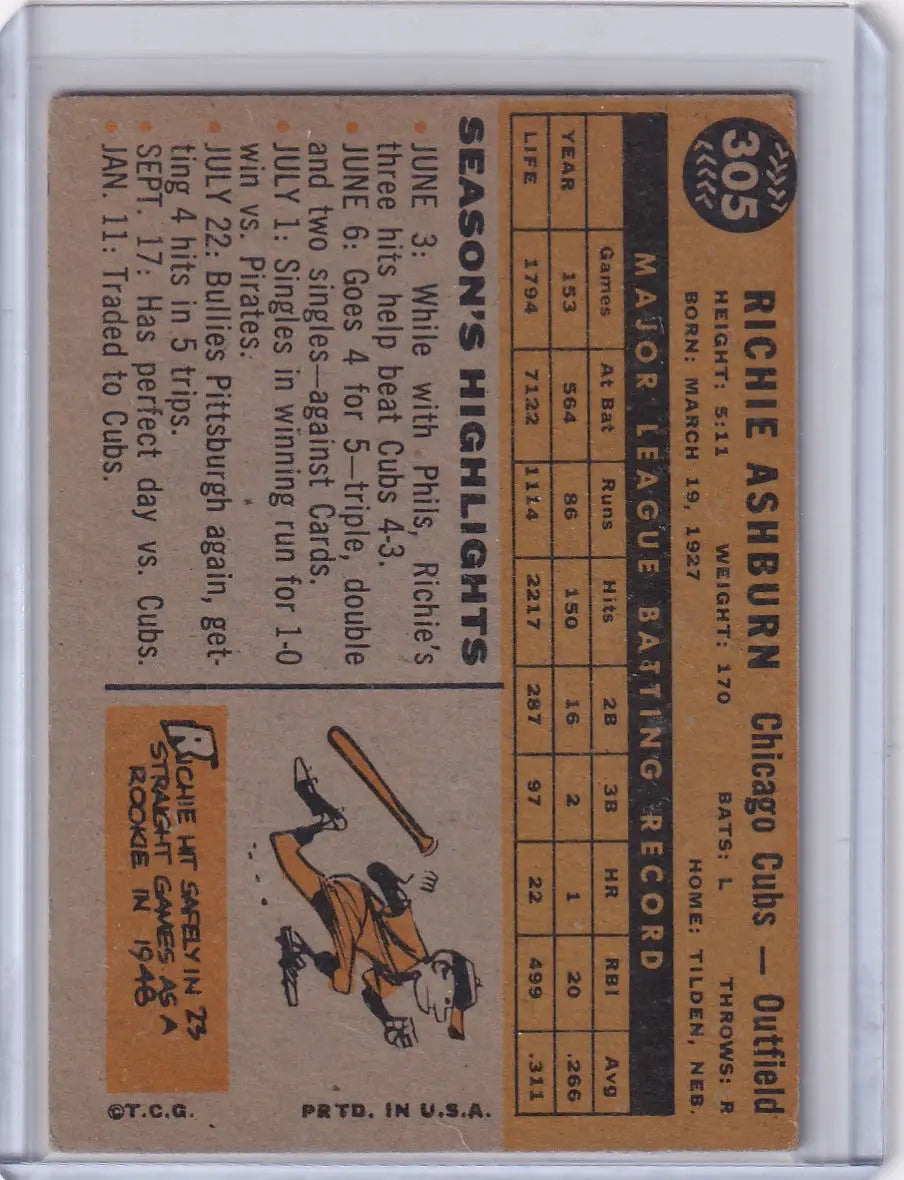 305
RICHIE ASHBURN Chicago Cubs — Outfield
HEIGHT: 5:11 WEIGHT: 170 BATS: L THROWS: R
BORN: MARCH 19, 1927 HOME: TILDEN, NEB.
MAJOR LEAGUE BATTING RECORD
Games At Bat Runs Hits 2B 3B HR RBI Avg
YEAR 153 564 86 150 16 2 1 20 .266
LIFE 1794 7122 1114 2217 287 97 22 499 .311
SEASON'S HIGHLIGHTS
• JUNE 3: While with Phils, Richie's
three hits help beat Cubs 4-3.
• JUNE 6: Goes 4 for 5—triple, double
and two singles—against Cards.
• JULY 1: Singles in winning run for 1-0
win vs. Pirates.
• JULY 22: Bullies Pittsburgh again, get-
ting 4 hits in 5 trips.
• SEPT. 17: Has perfect day vs. Cubs.
• JAN. 11: Traded to Cubs.
RICHIE HIT SAFELY IN 23
STRAIGHT GAMES AS A
ROOKIE IN 1948
©T.C.G. PRTD. IN U.S.A.